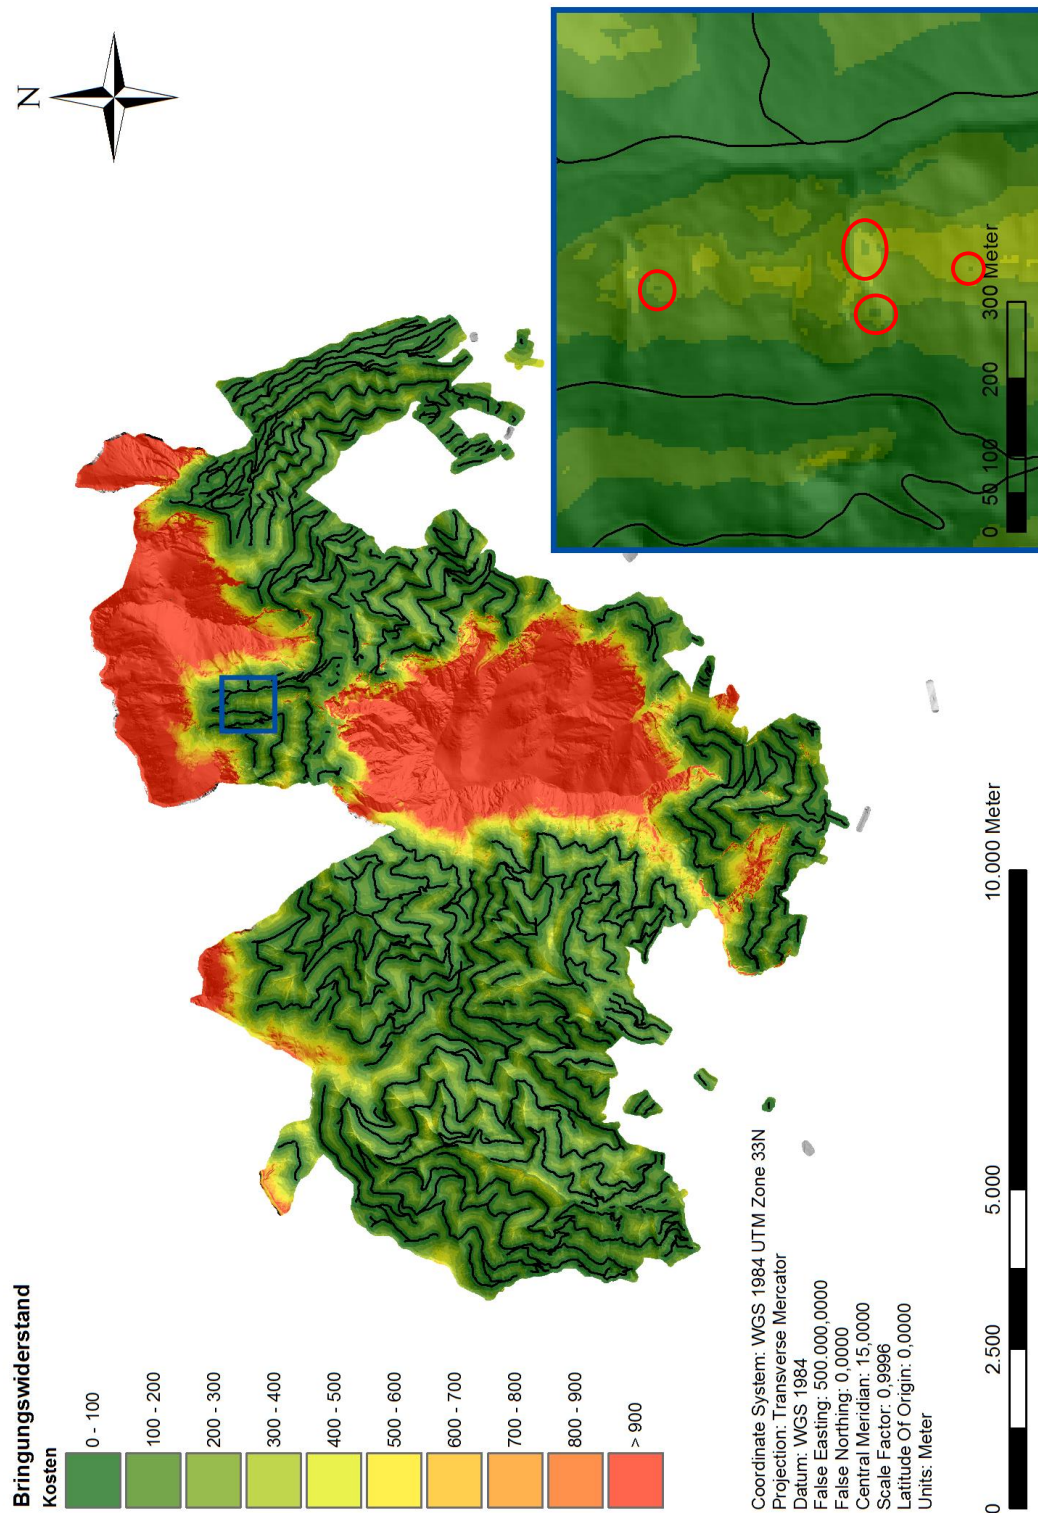 N
Bringungswiderstand
Kosten
0 - 100
100 - 200
200 - 300
300 - 400
400 - 500
500 - 600
600 - 700
700 - 800
800 - 900
> 900
Coordinate System: WGS 1984 UTM Zone 33N
Projection: Transverse Mercator
Datum: WGS 1984
False Easting: 500.000,0000
False Northing: 0,0000
Central Meridian: 15,0000
Scale Factor: 0,9996
Latitude Of Origin: 0,0000
Units: Meter
0 2.500 5.000 10.000 Meter
0 50 100 200 300 Meter